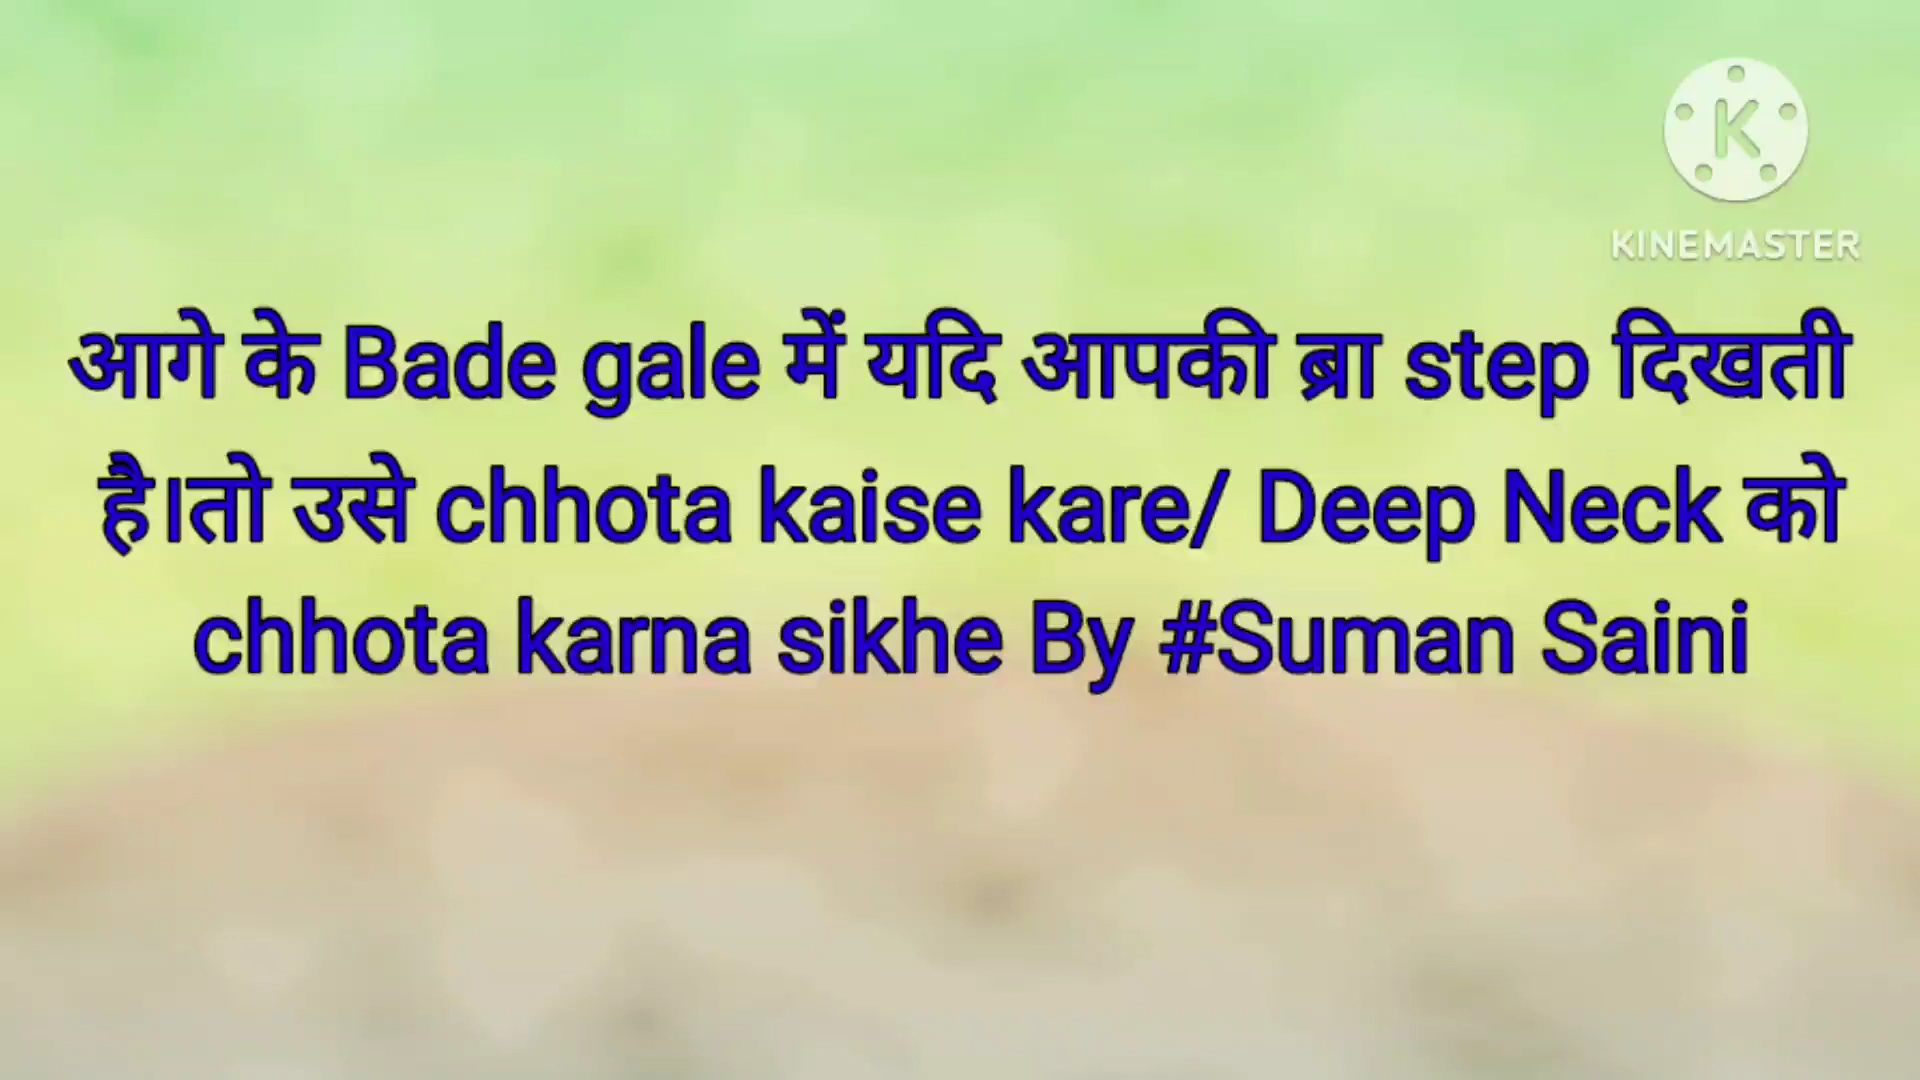 KINEMASTER
आगे के Bade gale में यदि आपकी ब्रा step दिखती
है।तो उसे chhota kaise kare/ Deep Neck को
chhota karna sikhe By #Suman Saini